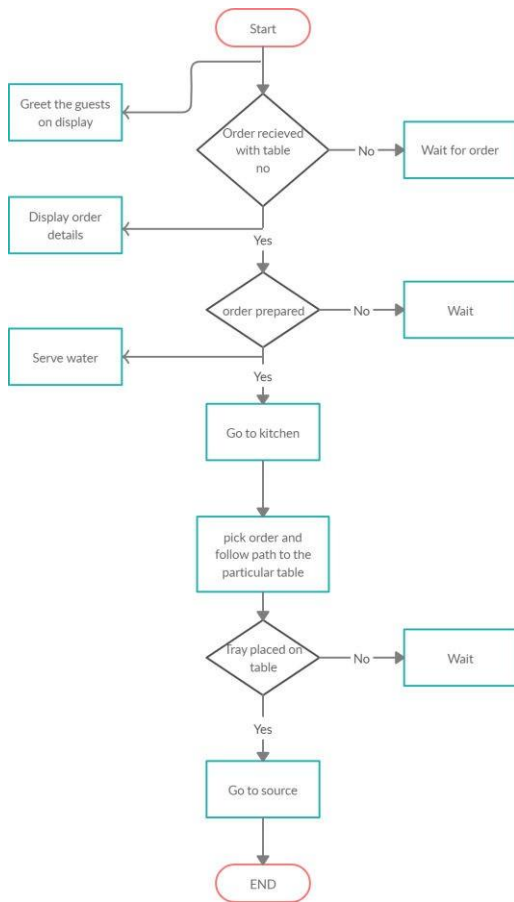 Start
Greet the guests
on display
Order recieved
with table
no
No
Wait for order
Display order
details
Yes
order prepared
No
Wait
Serve water
Yes
Go to kitchen
pick order and
follow path to the
particular table
Tray placed on
table
No
Wait
Yes
Go to source
END